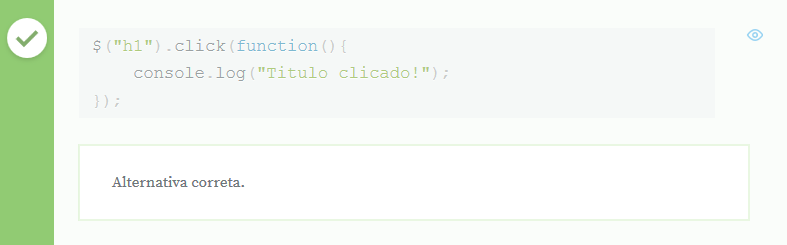 $("h1").click(function(){
    console.log("Titulo clicado!");
});
Alternativa correta.